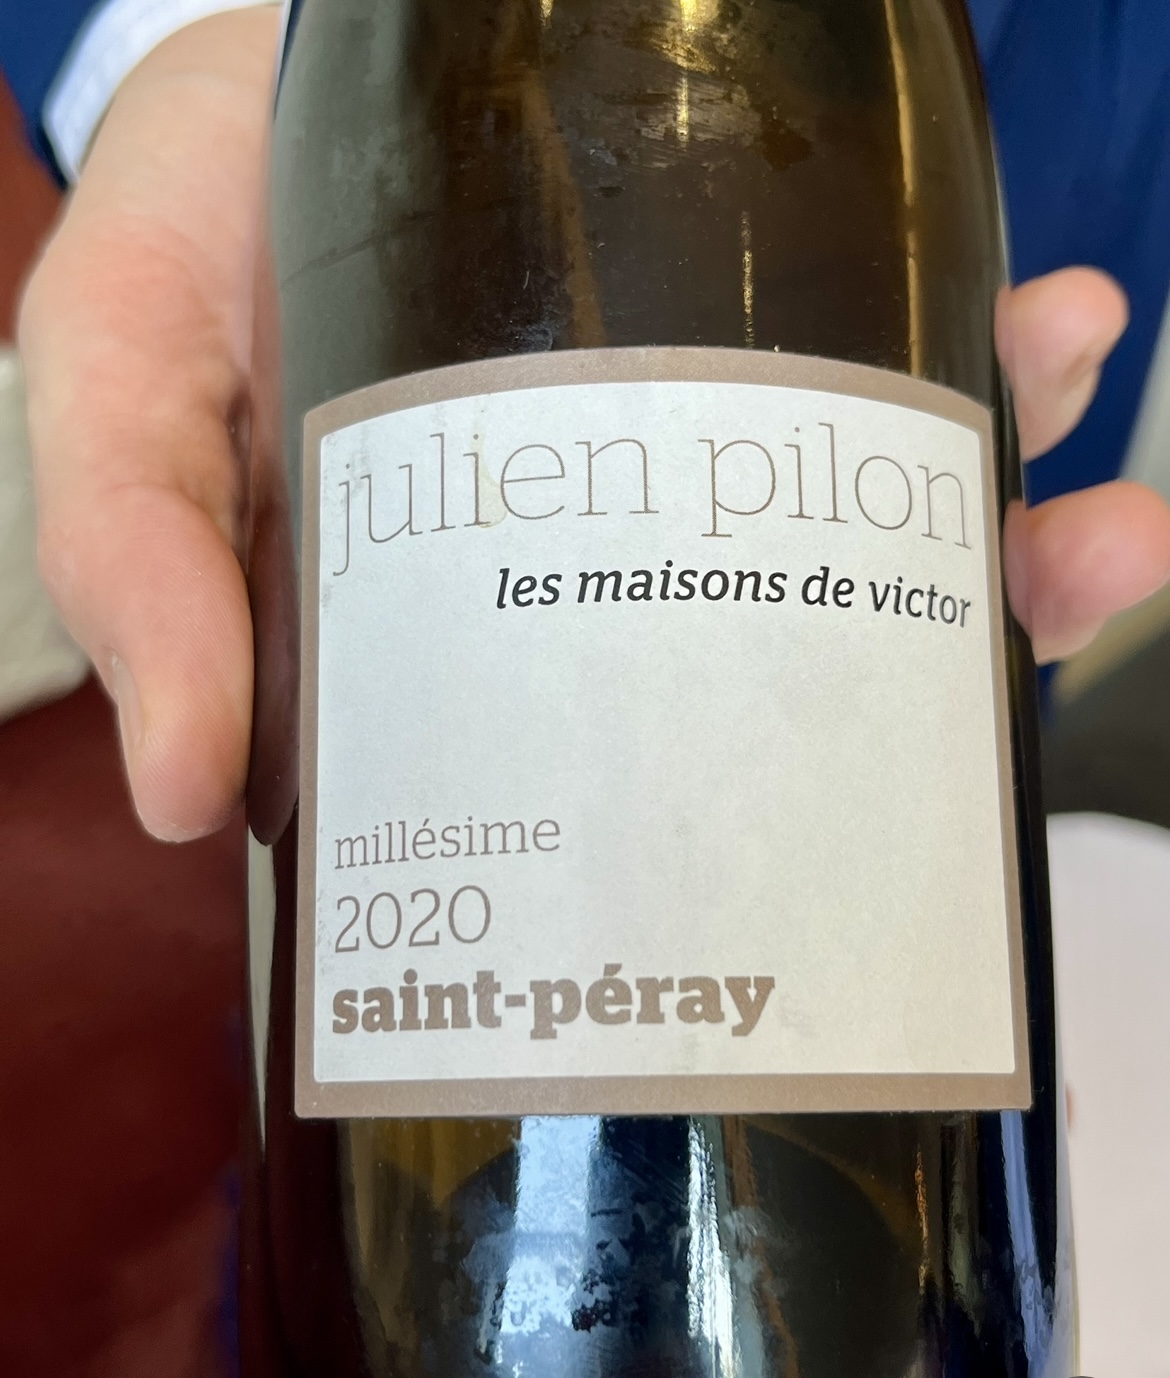 julien pilon
les maisons de victor
millésime
2020
saint-péray